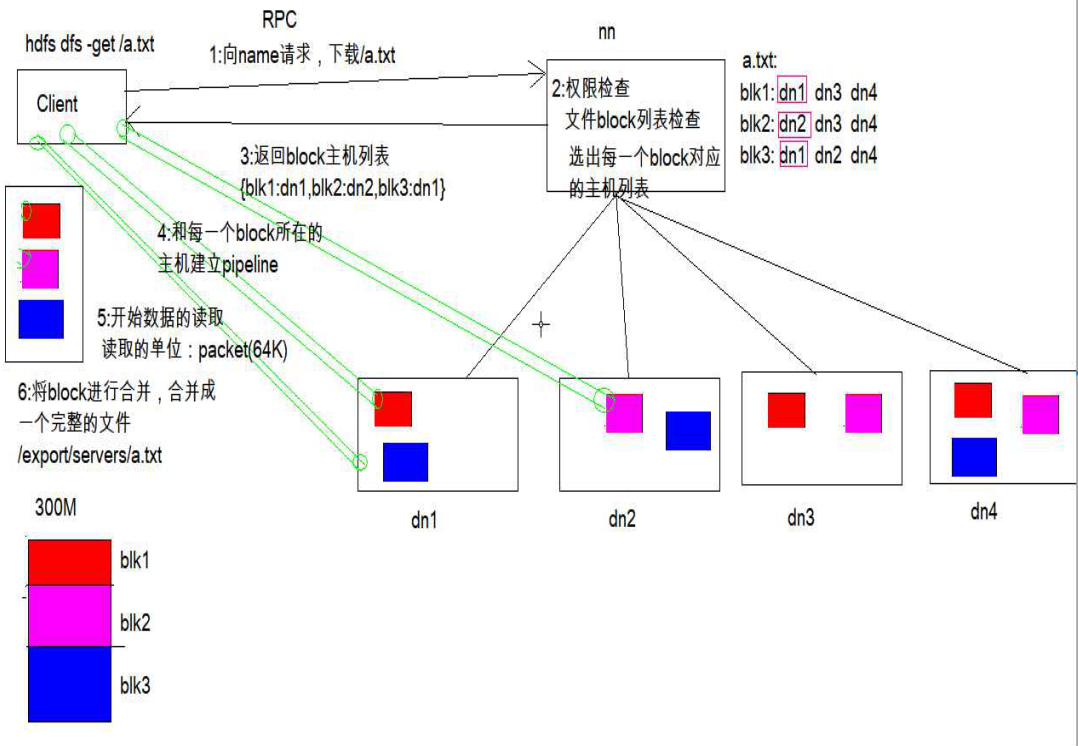 RPC
hdfs dfs -get /a.txt
1:向name请求，下载/a.txt
nn
Client
2:权限检查
文件block列表检查
选出每一个block对应
的主机列表
a.txt:
blk1: dn1 dn3 dn4
blk2: dn2 dn3 dn4
blk3: dn1 dn2 dn4
3:返回block主机列表
{blk1:dn1,blk2:dn2,blk3:dn1}
4:和每一个block所在的
主机建立pipeline
5:开始数据的读取
读取的单位：packet(64K)
6:将block进行合并，合并成
一个完整的文件
/export/servers/a.txt
dn1
dn2
dn3
dn4
300M
blk1
blk2
blk3